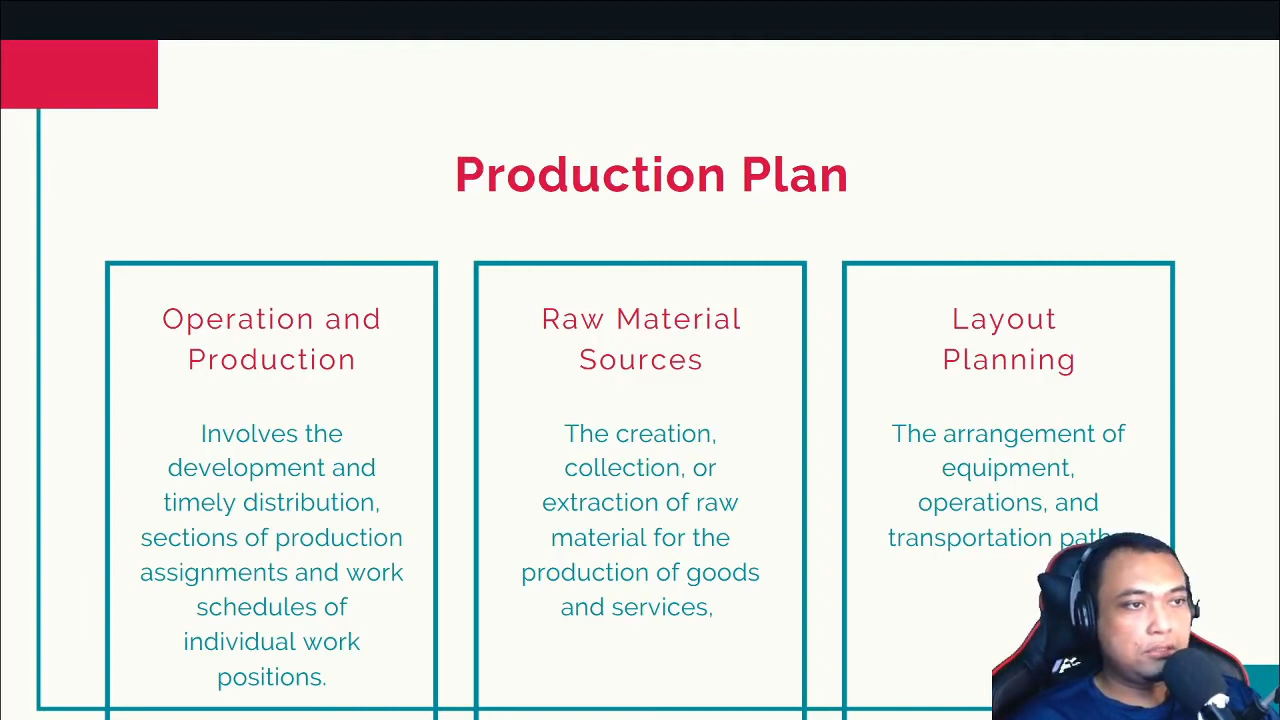 Production Plan
Operation and
Production
Involves the
development and
timely distribution,
sections of production
assignments and work
schedules of
individual work
positions.
Raw Material
Sources
The creation,
collection, or
extraction of raw
material for the
production of goods
and services,
Layout
Planning
The arrangement of
equipment,
operations, and
transportation